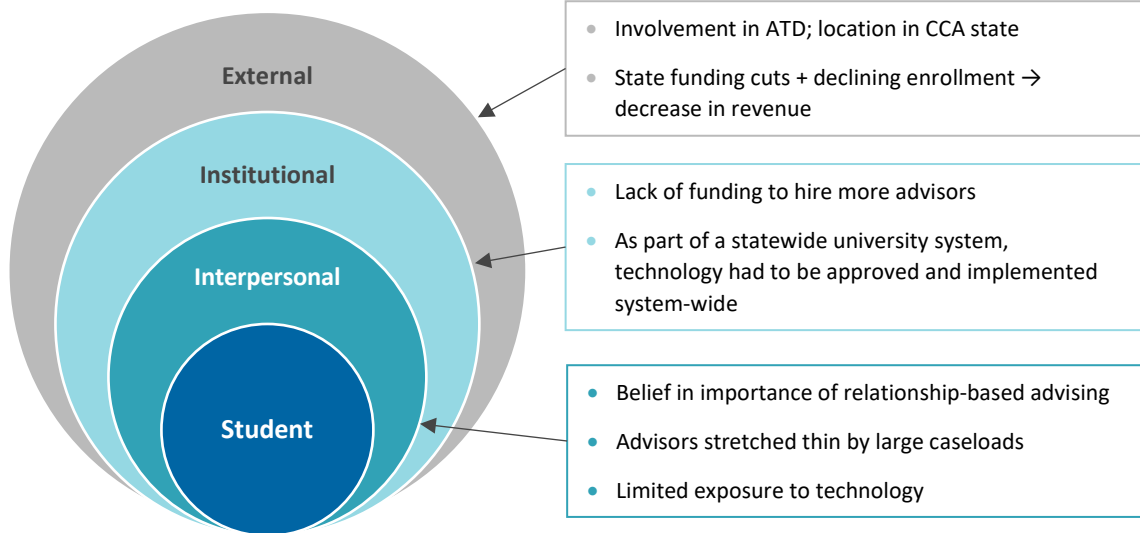 External
Institutional
Interpersonal
Student
• Involvement in ATD; location in CCA state
• State funding cuts + declining enrollment →
decrease in revenue
• Lack of funding to hire more advisors
• As part of a statewide university system,
technology had to be approved and implemented
system-wide
• Belief in importance of relationship-based advising
• Advisors stretched thin by large caseloads
• Limited exposure to technology